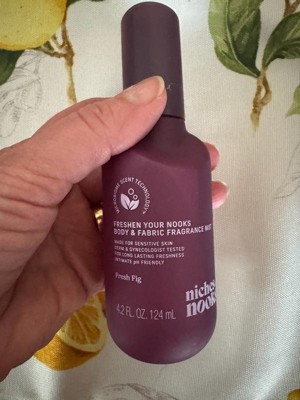 SCENT TECHNOLOGY
FRESHEN YOUR NOOKS
BODY & FABRIC FRAGRANCE MIST
MADE FOR SENSITIVE SKIN
DERM & GYNECOLOGIST TESTED
FOR LONG LASTING FRESHNESS
INTIMATE pH FRIENDLY
Fresh Fig
niches
nooks
4.2 FL. OZ. 124 mL